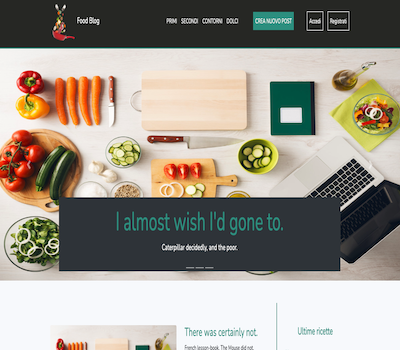 Food Blog
PRIMI SECONDI CONTORNI DOLCI
CREA NUOVO POST
Accedi
Registrati
I almost wish I'd gone to.
Caterpillar decidedly, and the poor.
There was certainly not.
French lesson-book. The Mouse did not.
Ultime ricette